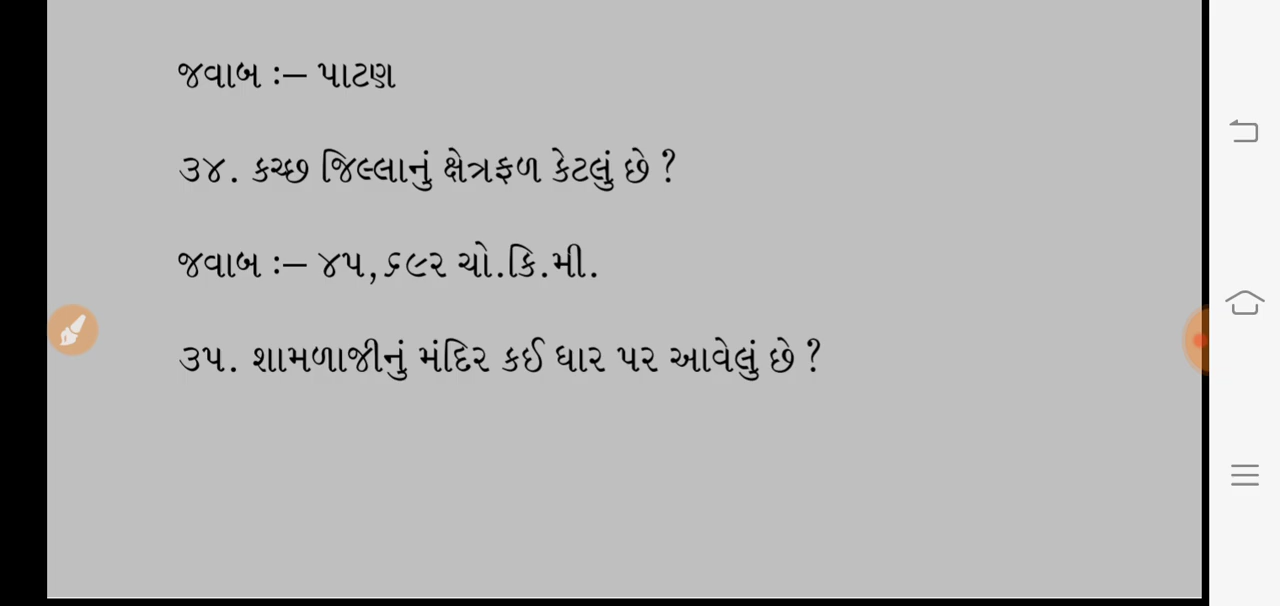 જવાબ :– પાટણ
૩૪. કચ્છ જિલ્લાનું ક્ષેત્રફળ કેટલું છે ?
જવાબ :– ૪૫,૬૯૨ ચો.કિ.મી.
૩૫. શામળાજીનું મંદિર કઈ ધાર પર આવેલું છે ?